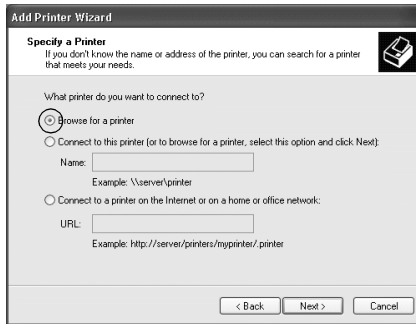 Add Printer Wizard
Specify a Printer
If you don't know the name or address of the printer, you can search for a printer
that meets your needs.
What printer do you want to connect to?
Browse for a printer
Connect to this printer (or to browse for a printer, select this option and click Next):
Name:
Example: \\server\printer
Connect to a printer on the Internet or on a home or office network:
URL:
Example: http://server/printers/myprinter/.printer
< Back Next > Cancel